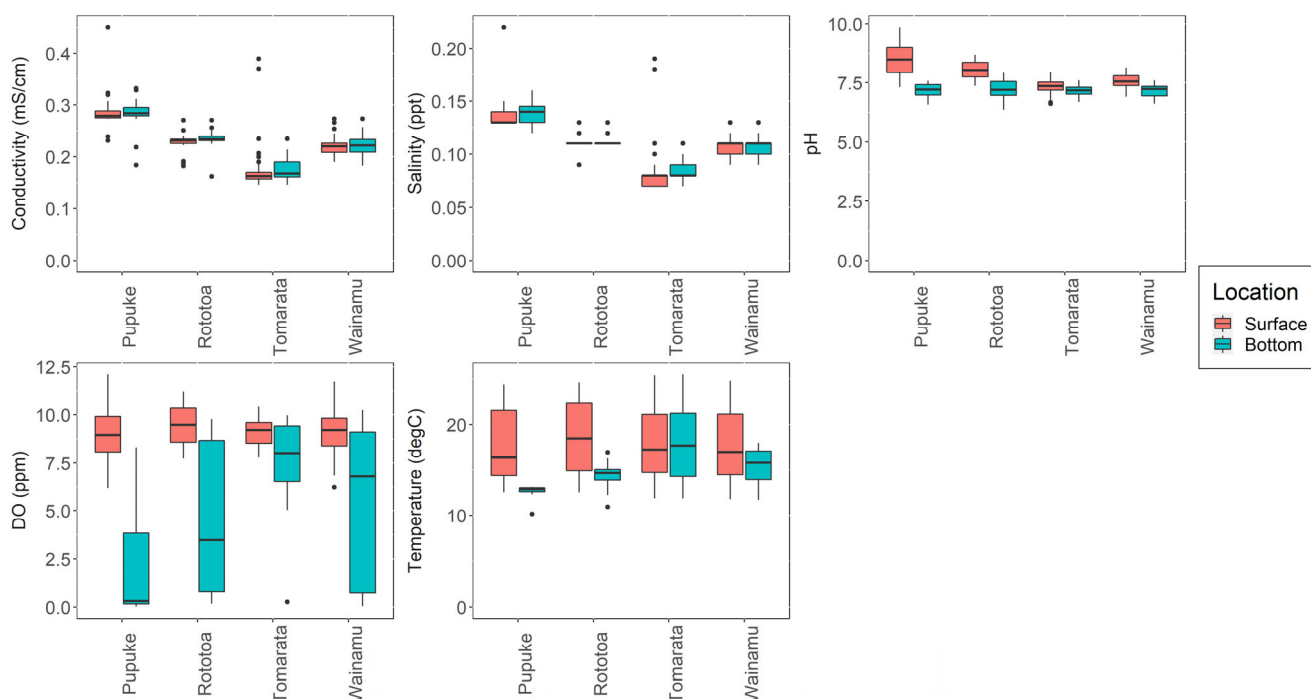 Conductivity (mS/cm)
0.4
0.3
0.2
0.1
0.0
Pupuke
Rototoa
Tomarata
Wainamu
Salinity (ppt)
0.20
0.15
0.10
0.05
0.00
Pupuke
Rototoa
Tomarata
Wainamu
pH
10.0
7.5
5.0
2.5
0.0
Pupuke
Rototoa
Tomarata
Wainamu
Location
Surface
Bottom
DO (ppm)
12.5
10.0
7.5
5.0
2.5
0.0
Pupuke
Rototoa
Tomarata
Wainamu
Temperature (degC)
20
10
0
Pupuke
Rototoa
Tomarata
Wainamu